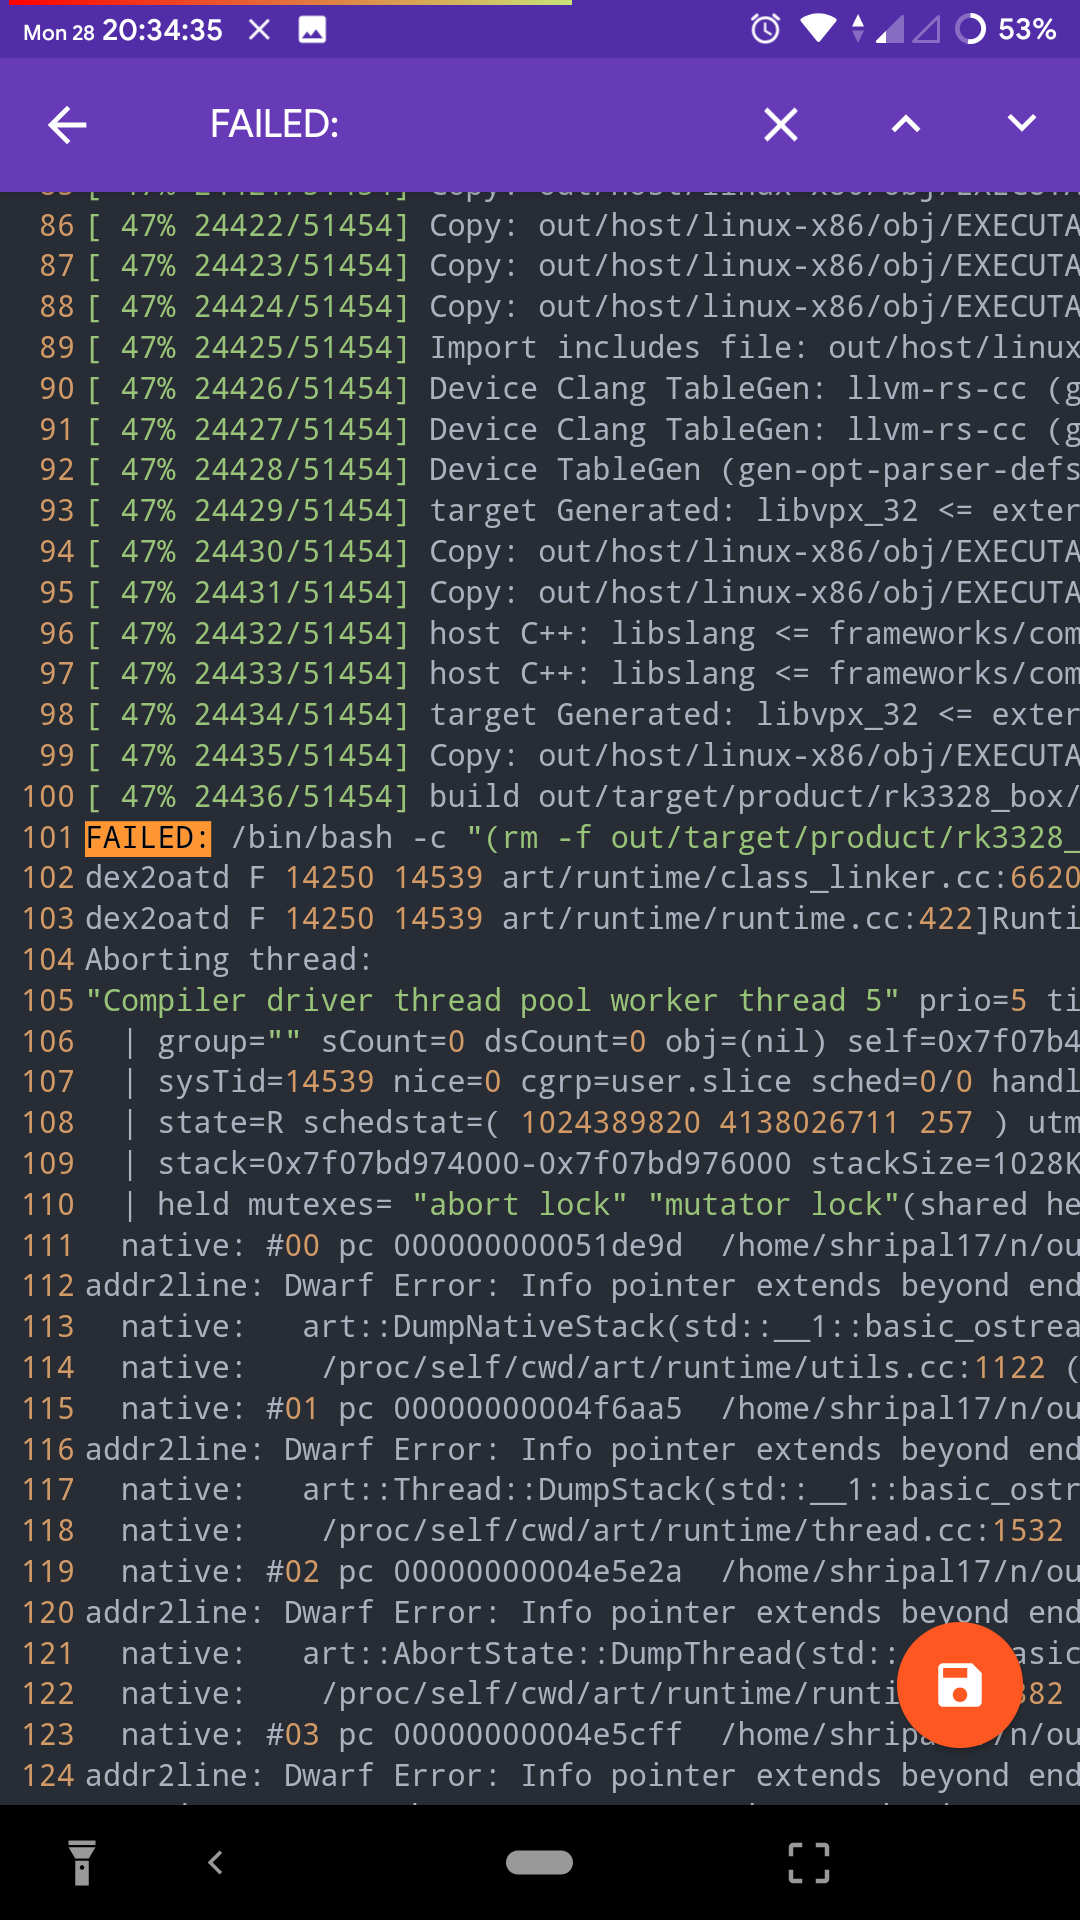 Mon 28 20:34:35 53%
FAILED:
86 [ 47% 24422/51454] Copy: out/host/linux-x86/obj/EXECUTA
87 [ 47% 24423/51454] Copy: out/host/linux-x86/obj/EXECUTA
88 [ 47% 24424/51454] Copy: out/host/linux-x86/obj/EXECUTA
89 [ 47% 24425/51454] Import includes file: out/host/linux
90 [ 47% 24426/51454] Device Clang TableGen: llvm-rs-cc (g
91 [ 47% 24427/51454] Device Clang TableGen: llvm-rs-cc (g
92 [ 47% 24428/51454] Device TableGen (gen-opt-parser-defs
93 [ 47% 24429/51454] target Generated: libvpx_32 <= exter
94 [ 47% 24430/51454] Copy: out/host/linux-x86/obj/EXECUTA
95 [ 47% 24431/51454] Copy: out/host/linux-x86/obj/EXECUTA
96 [ 47% 24432/51454] host C++: libslang <= frameworks/com
97 [ 47% 24433/51454] host C++: libslang <= frameworks/com
98 [ 47% 24434/51454] target Generated: libvpx_32 <= exter
99 [ 47% 24435/51454] Copy: out/host/linux-x86/obj/EXECUTA
100 [ 47% 24436/51454] build out/target/product/rk3328_box/
101 FAILED: /bin/bash -c "(rm -f out/target/product/rk3328_
102 dex2oatd F 14250 14539 art/runtime/class_linker.cc:6620
103 dex2oatd F 14250 14539 art/runtime/runtime.cc:422]Runti
104 Aborting thread:
105 "Compiler driver thread pool worker thread 5" prio=5 ti
106 | group="" sCount=0 dsCount=0 obj=(nil) self=0x7f07b4
107 | sysTid=14539 nice=0 cgrp=user.slice sched=0/0 handl
108 | state=R schedstat=( 1024389820 4138026711 257 ) utm
109 | stack=0x7f07bd974000-0x7f07bd976000 stackSize=1028K
110 | held mutexes= "abort lock" "mutator lock"(shared he
111 native: #00 pc 000000000051de9d /home/shripal17/n/ou
112 addr2line: Dwarf Error: Info pointer extends beyond end
113 native: art::DumpNativeStack(std::__1::basic_ostrea
114 native: /proc/self/cwd/art/runtime/utils.cc:1122 (
115 native: #01 pc 00000000004f6aa5 /home/shripal17/n/ou
116 addr2line: Dwarf Error: Info pointer extends beyond end
117 native: art::Thread::DumpStack(std::__1::basic_ostr
118 native: /proc/self/cwd/art/runtime/thread.cc:1532
119 native: #02 pc 00000000004e5e2a /home/shripal17/n/ou
120 addr2line: Dwarf Error: Info pointer extends beyond end
121 native: art::AbortState::DumpThread(std:: asic
122 native: /proc/self/cwd/art/runtime/runti 382
123 native: #03 pc 00000000004e5cff /home/shripa /n/ou
124 addr2line: Dwarf Error: Info pointer extends beyond end